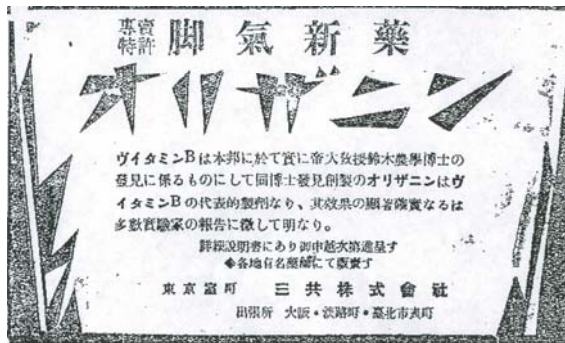 專賣特許 脚氣新藥
オリザニン
ヴイタミンBは本邦に於て實に帝大教授鈴木農學博士の
發見に係るものにして同博士發見創製のオリザニンはヴ
イタミンBの代表的製劑なり、其效果の顯著確實なるは
多數實驗家の報告に徴して明なり。
詳細說明書にあり御申越次第進呈す
◆各地有名藥舖にて販賣す
東京室町 三共株式會社
出張所 大阪・淡路町・臺北市表町